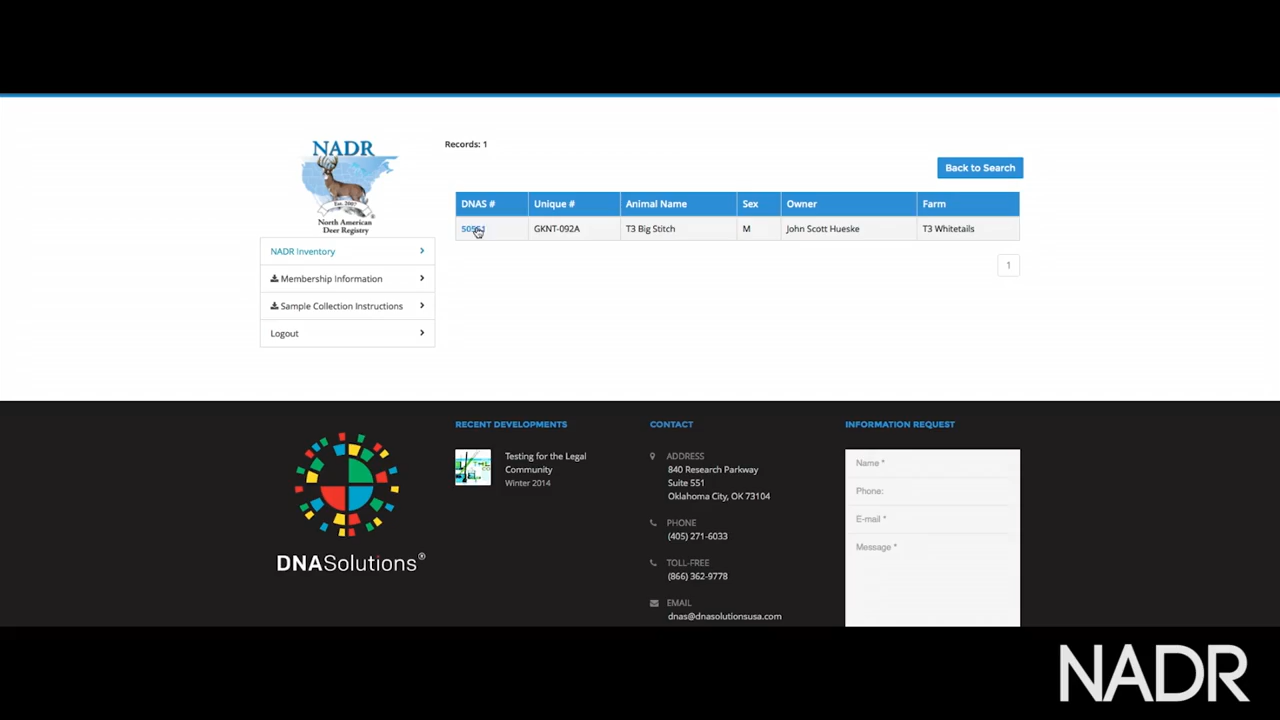 NADR
Est. 2007
North American
Deer Registry
Records: 1
Back to Search
DNAS # Unique # Animal Name Sex Owner Farm
GKNT-092A T3 Big Stitch M John Scott Hueske T3 Whitetails
1
NADR Inventory
Membership Information
Sample Collection Instructions
Logout
DNASolutions®
RECENT DEVELOPMENTS
Testing for the Legal
Community
Winter 2014
CONTACT
ADDRESS
840 Research Parkway
Suite 551
Oklahoma City, OK 73104
PHONE
(405) 271-6033
TOLL-FREE
(866) 362-9778
EMAIL
dnas@dnasolutionsusa.com
INFORMATION REQUEST
Name *
Phone:
E-mail *
Message *
NADR